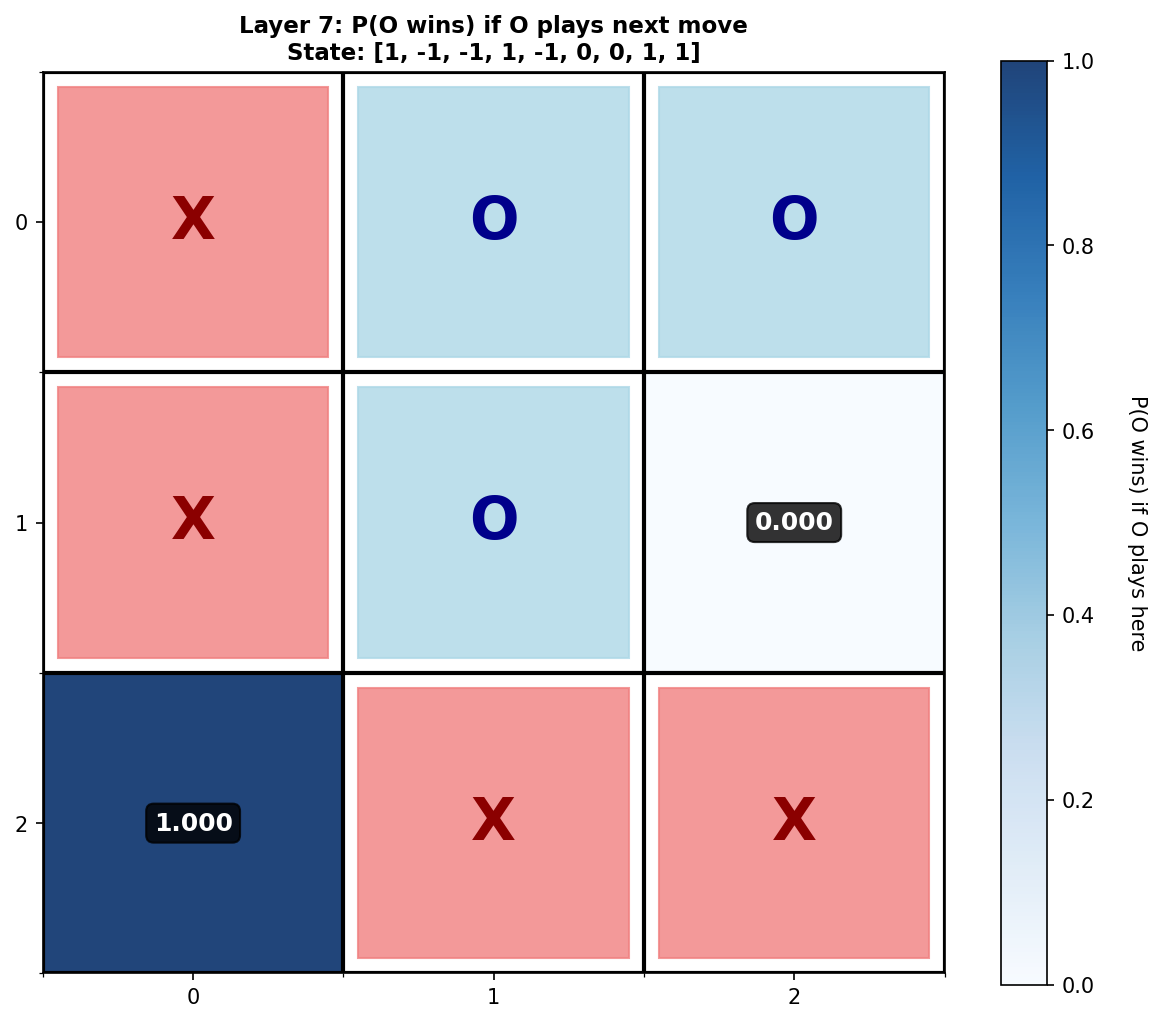 Layer 7: P(O wins) if O plays next move
State: [1, -1, -1, 1, -1, 0, 0, 1, 1]
0
X
O
O
1
X
O
0.000
2
1.000
X
X
0
1
2
1.0
0.8
0.6
0.4
0.2
0.0
P(O wins) if O plays here